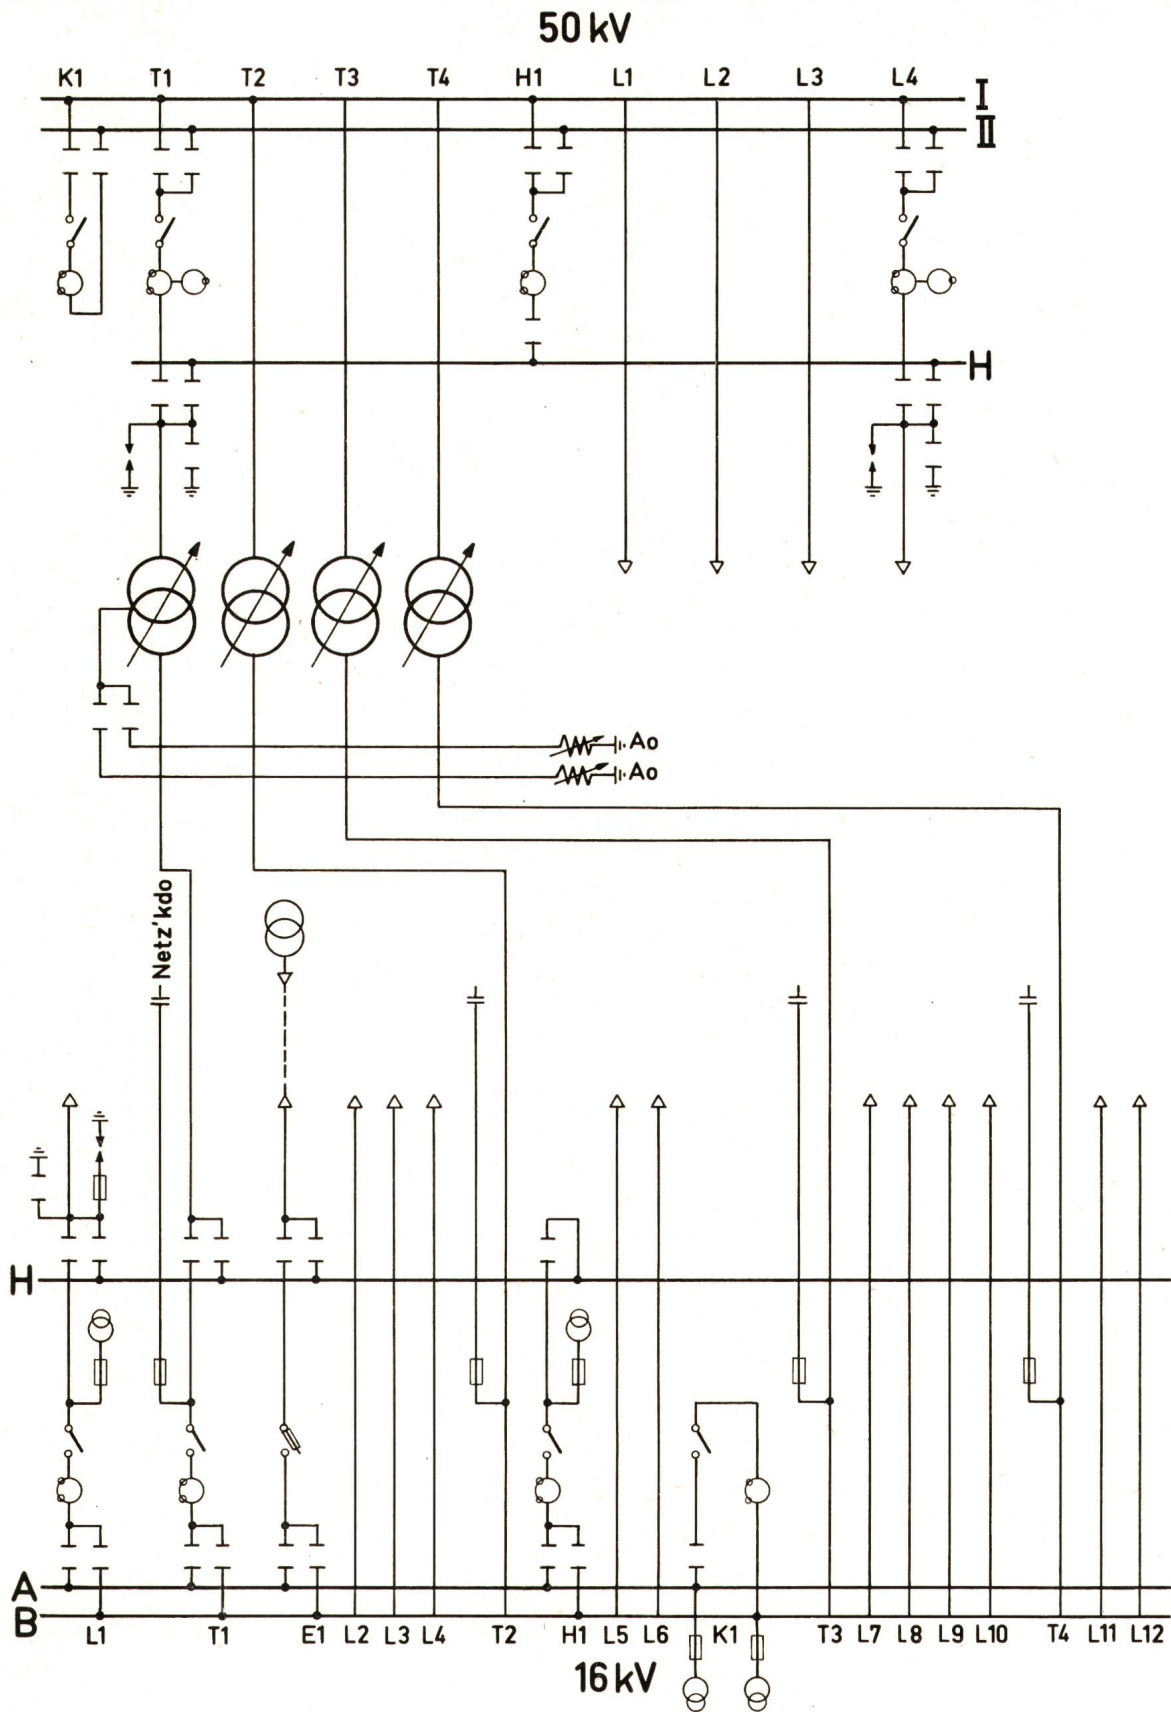 50 kV
K1 T1 T2 T3 T4 H1 L1 L2 L3 L4
I
II
H
Ao
Ao
Netz'kdo
H
A
B
L1 T1 E1 L2 L3 L4 T2 H1 L5 L6 K1 T3 L7 L8 L9 L10 T4 L11 L12
16 kV